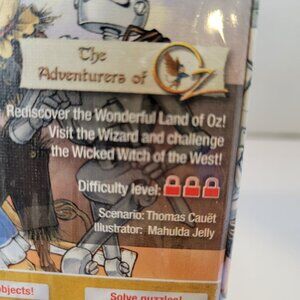 The
Adventurers of Oz
Rediscover the Wonderful Land of Oz!
Visit the Wizard and challenge
the Wicked Witch of the West!
Difficulty level:
Scenario: Thomas Cauët
Illustrator: Mahulda Jelly
objects!
Solve puzzles!